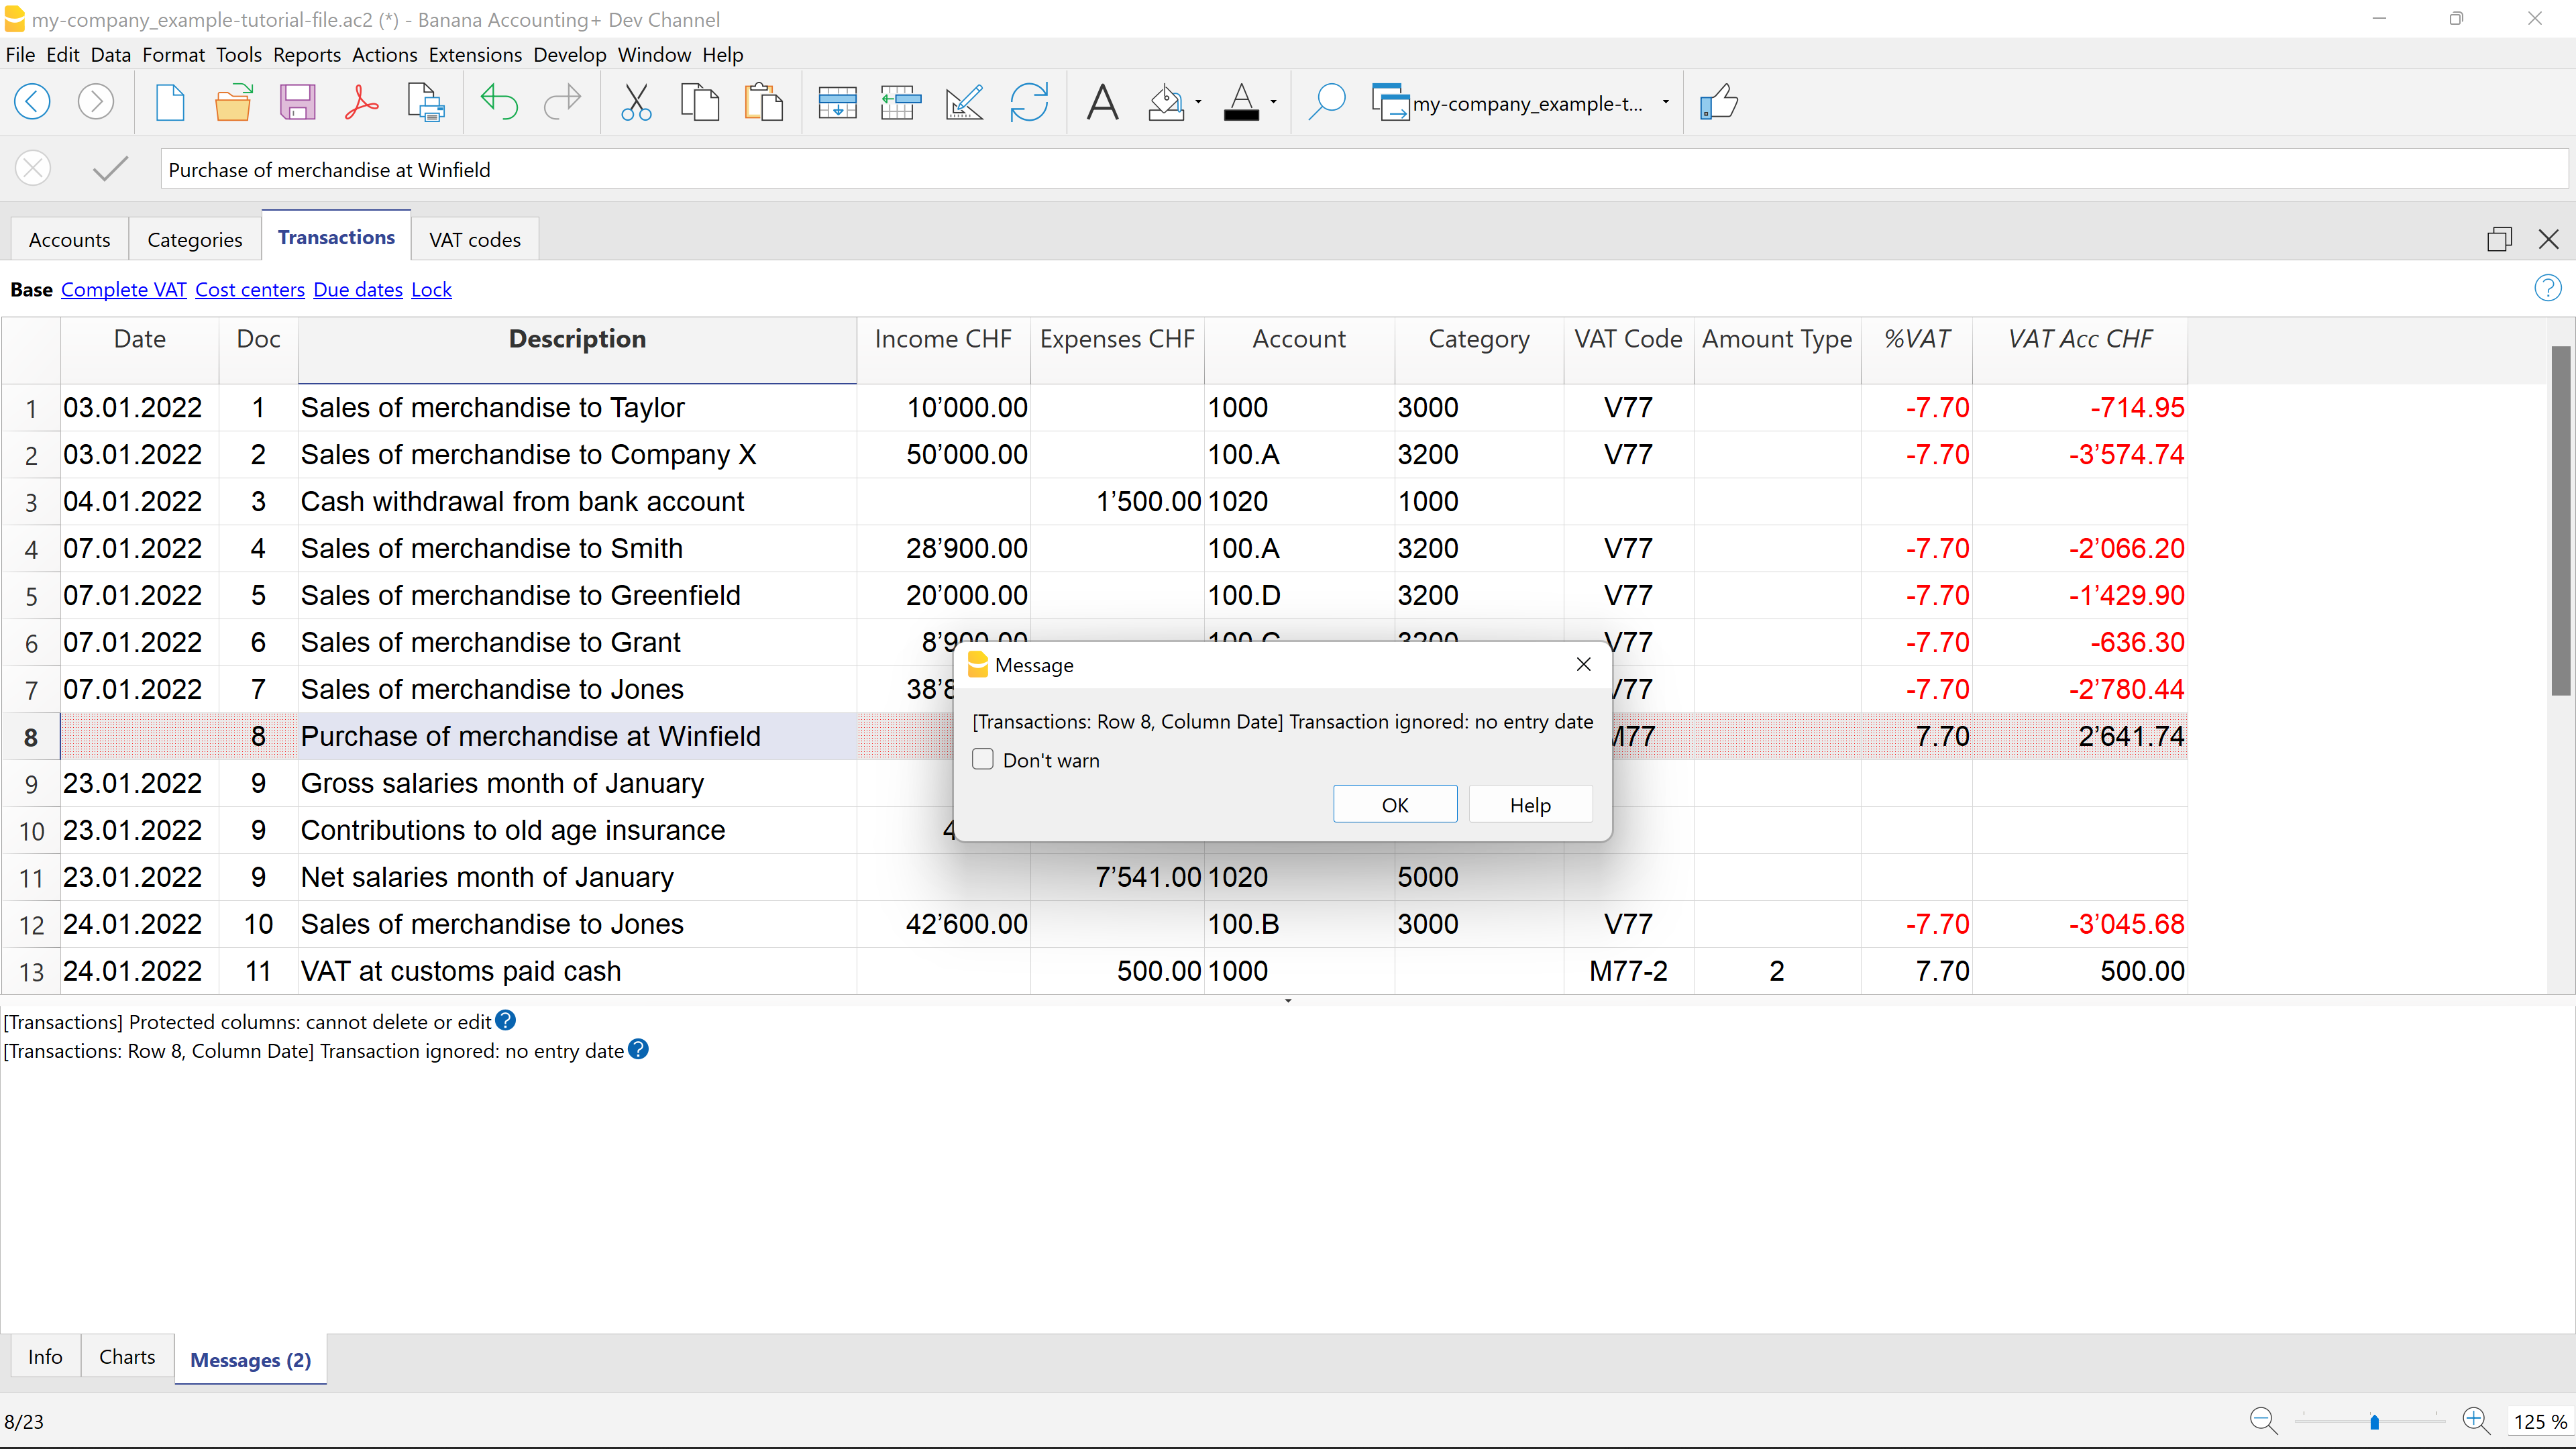 my-company_example-tutorial-file.ac2 (*) - Banana Accounting+ Dev Channel
File Edit Data Format Tools Reports Actions Extensions Develop Window Help
my-company_example-t...
Purchase of merchandise at Winfield
Accounts Categories Transactions VAT codes
Base Complete VAT Cost centers Due dates Lock
Date Doc Description Income CHF Expenses CHF Account Category VAT Code Amount Type %VAT VAT Acc CHF
1 03.01.2022 1 Sales of merchandise to Taylor 10’000.00 1000 3000 V77 -7.70 -714.95
2 03.01.2022 2 Sales of merchandise to Company X 50’000.00 100.A 3200 V77 -7.70 -3’574.74
3 04.01.2022 3 Cash withdrawal from bank account 1’500.00 1020 1000
4 07.01.2022 4 Sales of merchandise to Smith 28’900.00 100.A 3200 V77 -7.70 -2’066.20
5 07.01.2022 5 Sales of merchandise to Greenfield 20’000.00 100.D 3200 V77 -7.70 -1’429.90
6 07.01.2022 6 Sales of merchandise to Grant 8’900.00 100.C 3200 V77 -7.70 -636.30
7 07.01.2022 7 Sales of merchandise to Jones 38’8 V77 -7.70 -2’780.44
8 8 Purchase of merchandise at Winfield M77 7.70 2’641.74
9 23.01.2022 9 Gross salaries month of January
10 23.01.2022 9 Contributions to old age insurance 4
11 23.01.2022 9 Net salaries month of January 7’541.00 1020 5000
12 24.01.2022 10 Sales of merchandise to Jones 42’600.00 100.B 3000 V77 -7.70 -3’045.68
13 24.01.2022 11 VAT at customs paid cash 500.00 1000 M77-2 2 7.70 500.00
Message
[Transactions: Row 8, Column Date] Transaction ignored: no entry date
Don't warn
OK Help
[Transactions] Protected columns: cannot delete or edit
[Transactions: Row 8, Column Date] Transaction ignored: no entry date
Info Charts Messages (2)
8/23
125 %